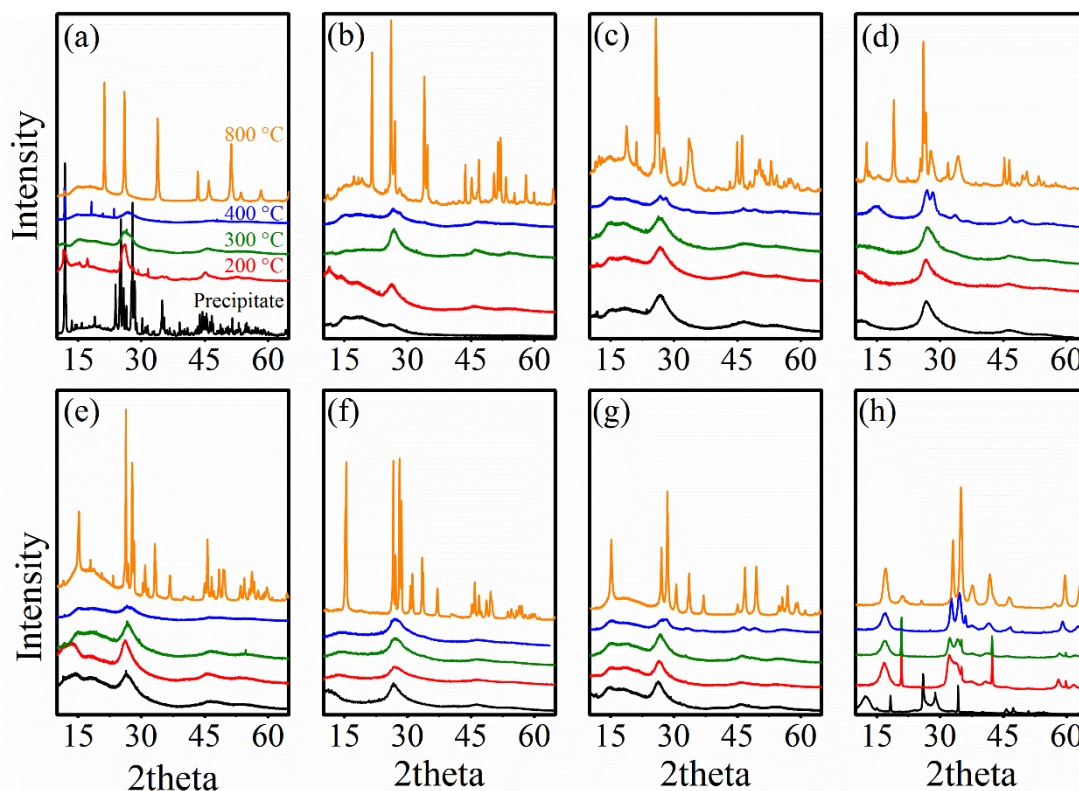 (a) (b) (c) (d)
Intensity
800 °C
400 °C
300 °C
200 °C
Precipitate
15 30 45 60 15 30 45 60 15 30 45 60 15 30 45 60
(e) (f) (g) (h)
Intensity
15 30 45 60 15 30 45 60 15 30 45 60 15 30 45 60
2theta 2theta 2theta 2theta